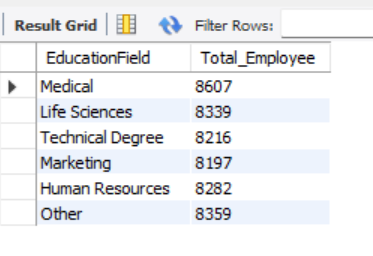 Result Grid Filter Rows:
EducationField Total_Employee
Medical 8607
Life Sciences 8339
Technical Degree 8216
Marketing 8197
Human Resources 8282
Other 8359